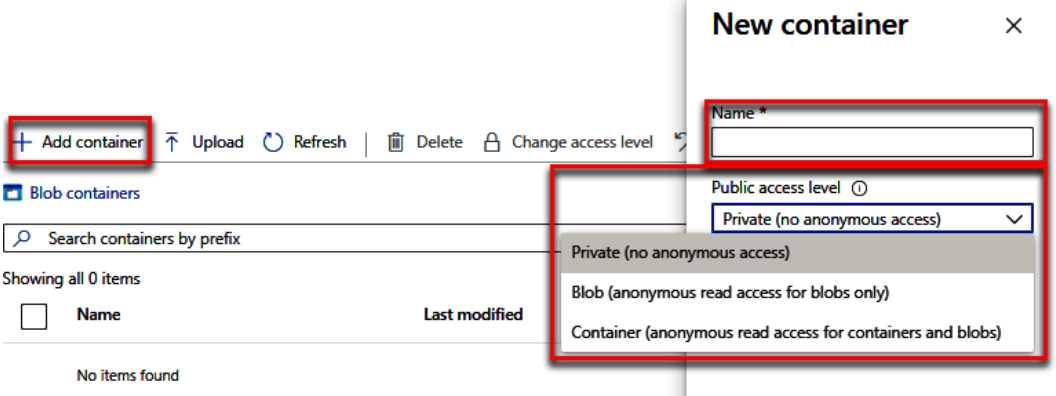 New container
Name *
Add container Upload Refresh Delete Change access level
Blob containers
Public access level
Private (no anonymous access)
Search containers by prefix
Private (no anonymous access)
Showing all 0 items
Blob (anonymous read access for blobs only)
Name Last modified
Container (anonymous read access for containers and blobs)
No items found